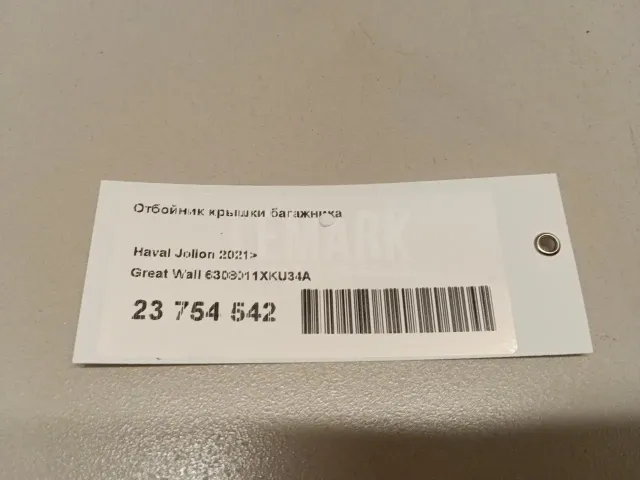 Отбойник крышки багажника
Haval Jolion 2021>
Great Wall 6308011XKU34A
23 754 542